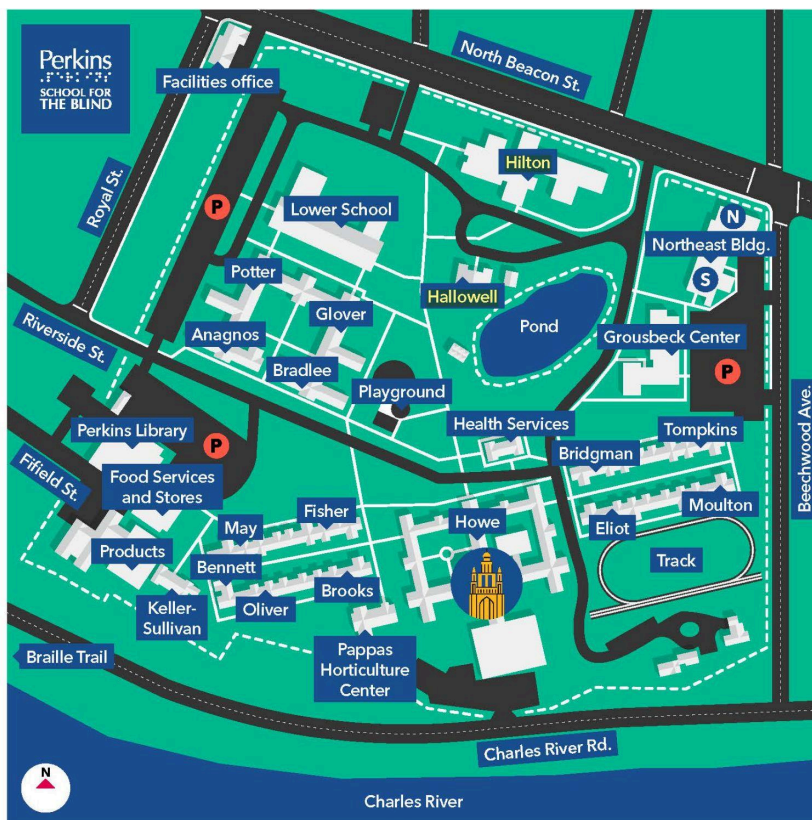 Perkins
⠏⠑⠗⠅⠊⠝⠎
SCHOOL FOR
THE BLIND
North Beacon St.
Facilities office
Royal St.
Hilton
P
Lower School
N
Northeast Bldg.
S
Potter
Hallowell
Glover
Pond
Riverside St.
Anagnos
Grousbeck Center
Bradlee
P
Playground
Beechwood Ave.
Perkins Library
P
Health Services
Tompkins
Bridgman
Fifield St.
Food Services
and Stores
Fisher
Moulton
May
Howe
Eliot
Products
Bennett
Track
Brooks
Keller-
Sullivan
Oliver
Pappas
Horticulture
Center
Braille Trail
Charles River Rd.
N
Charles River